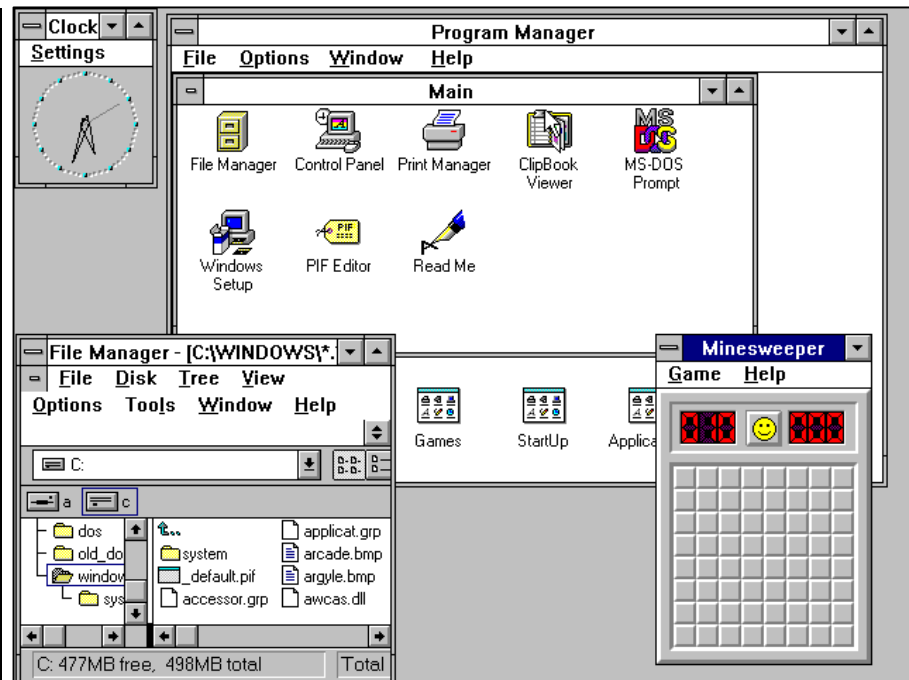 Clock
Settings
Program Manager
File Options Window Help
Main
File Manager
Control Panel
Print Manager
ClipBook
Viewer
MS-DOS
Prompt
Windows
Setup
PIF Editor
PIF
Read Me
File Manager - [C:\WINDOWS\*.
File Disk Tree View
Options Tools Window Help
C:
a c
dos
old_do
window
sys
system
_default.pif
accessor.grp
applicat.grp
arcade.bmp
argyle.bmp
awcas.dll
C: 477MB free, 498MB total
Total
Games
StartUp
Applica
Minesweeper
Game Help
010
000